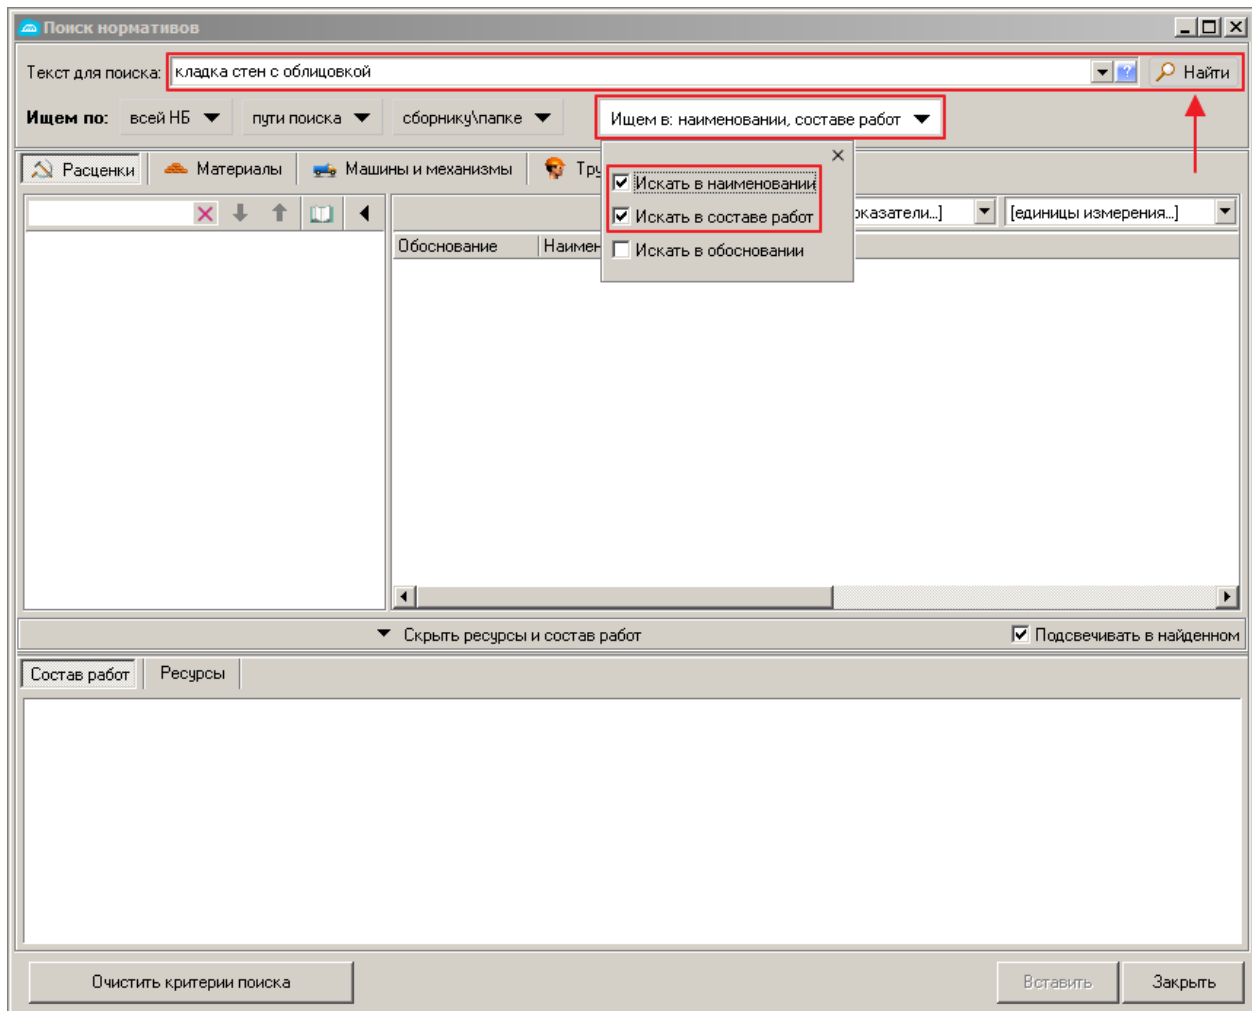 Поиск нормативов
Текст для поиска: кладка стен с облицовкой ? Найти
Ищем по: всей НБ пути поиска сборнику\папке Ищем в: наименовании, составе работ
Расценки Материалы Машины и механизмы
Искать в наименовании
Искать в составе работ
Искать в обосновании
[единицы измерения...]
Обоснование
Скрыть ресурсы и состав работ Подсвечивать в найденном
Состав работ Ресурсы
Очистить критерии поиска Вставить Закрыть